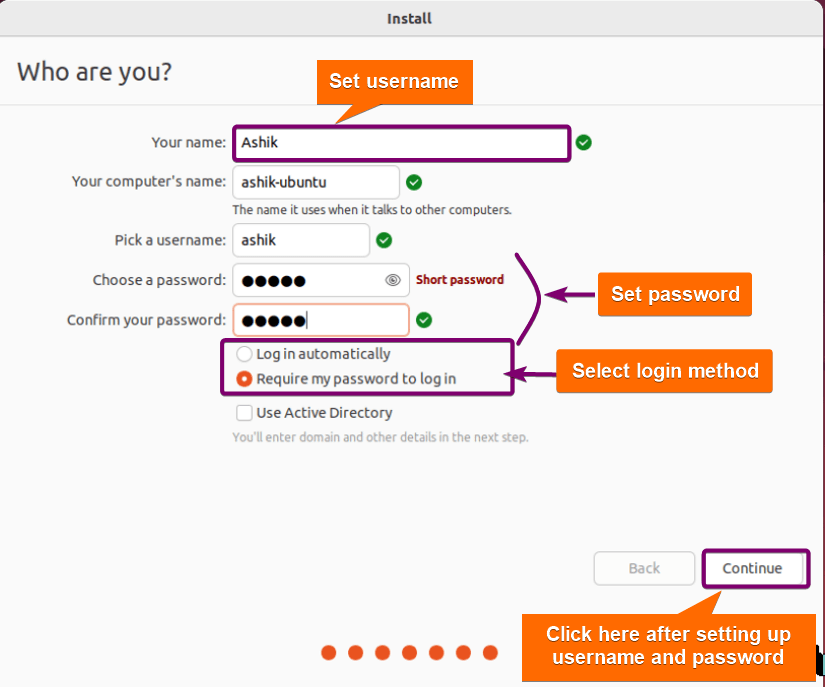 Install
Who are you?
Set username
Your name: Ashik
Your computer's name: ashik-ubuntu
The name it uses when it talks to other computers.
Pick a username: ashik
Choose a password: ●●●●● Short password
Set password
Confirm your password: ●●●●●
Log in automatically
Select login method
Require my password to log in
Use Active Directory
You'll enter domain and other details in the next step.
Back Continue
Click here after setting up
username and password